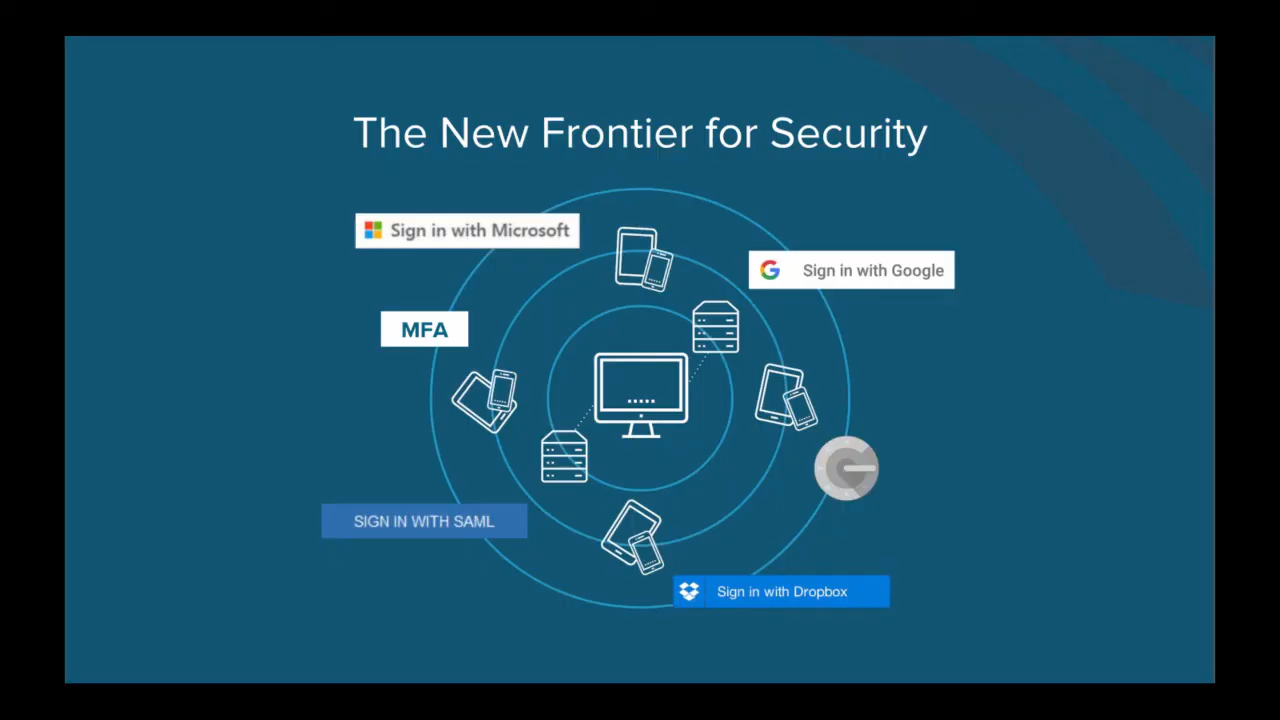 The New Frontier for Security
Sign in with Microsoft
Sign in with Google
MFA
SIGN IN WITH SAML
Sign in with Dropbox